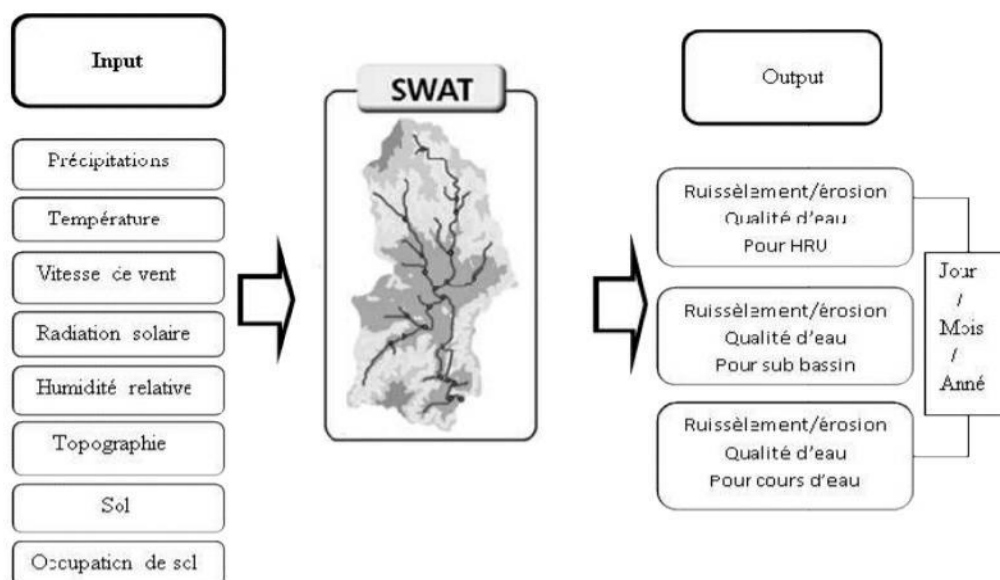 Input
Précipitations
Température
Vitesse de vent
Radiation solaire
Humidité relative
Topographie
Sol
Occupation de sol
SWAT
Output
Ruissèlement/érosion
Qualité d'eau
Pour HRU
Ruissèlement/érosion
Qualité d'eau
Pour sub bassin
Ruissèlement/érosion
Qualité d'eau
Pour cours d'eau
Jour
/
Mois
/
Anné